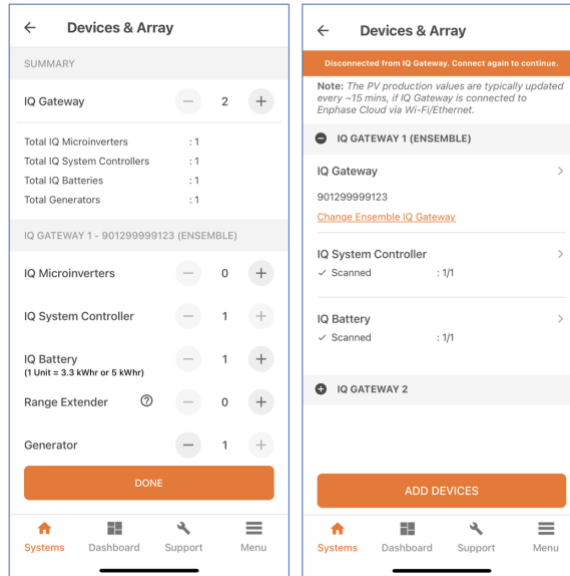 Devices & Array
SUMMARY
IQ Gateway 2
Total IQ Microinverters : 1
Total IQ System Controllers : 1
Total IQ Batteries : 1
Total Generators : 1
IQ GATEWAY 1 - 901299999123 (ENSEMBLE)
IQ Microinverters 0
IQ System Controller 1
IQ Battery 1
(1 Unit = 3.3 kWhr or 5 kWhr)
Range Extender 0
Generator 1
DONE
Systems Dashboard Support Menu
Devices & Array
Disconnected from IQ Gateway. Connect again to continue.
Note: The PV production values are typically updated
every ~15 mins, if IQ Gateway is connected to
Enphase Cloud via Wi-Fi/Ethernet.
IQ GATEWAY 1 (ENSEMBLE)
IQ Gateway
901299999123
Change Ensemble IQ Gateway
IQ System Controller
Scanned : 1/1
IQ Battery
Scanned : 1/1
IQ GATEWAY 2
ADD DEVICES
Systems Dashboard Support Menu